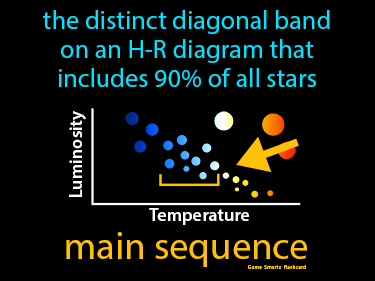 the distinct diagonal band
on an H-R diagram that
includes 90% of all stars
Luminosity
Temperature
main sequence
Game Smartz flashcard